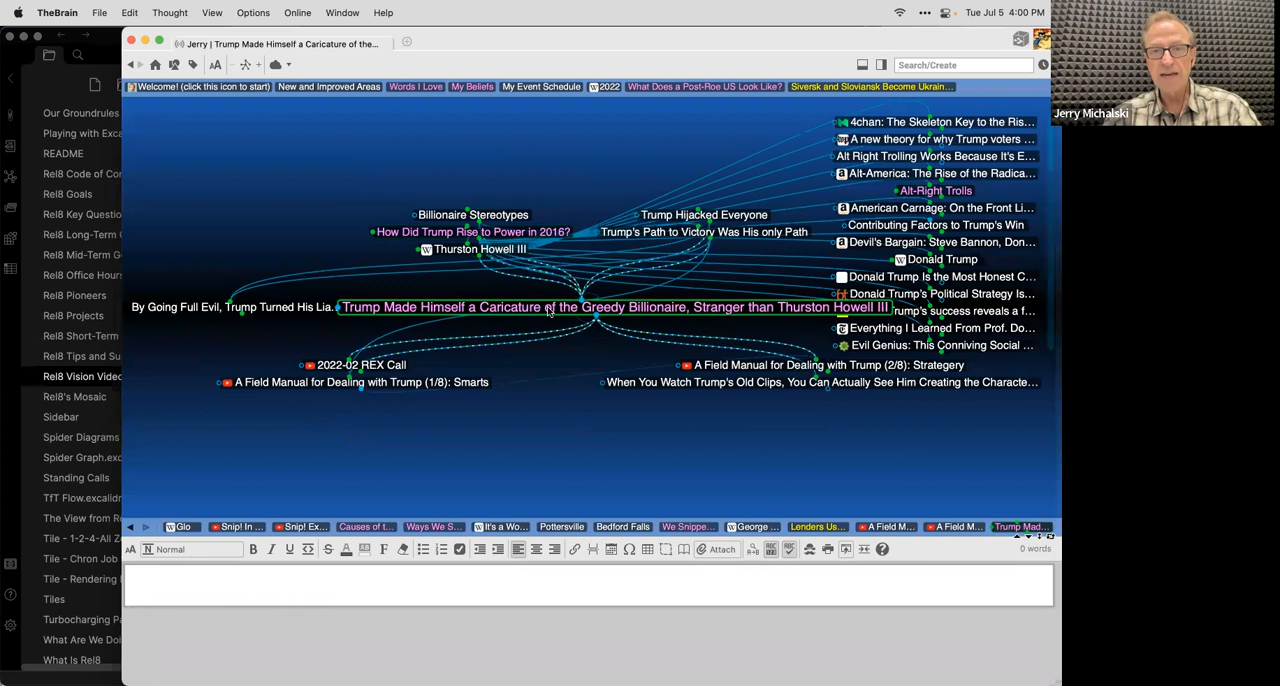 TheBrain File Edit Thought View Options Online Window Help
Tue Jul 5 4:00 PM
Jerry | Trump Made Himself a Caricature of the...
Search/Create
Welcome! (click this icon to start) New and Improved Areas Words I Love My Beliefs My Event Schedule 2022 What Does a Post-Roe US Look Like? Siversk and Sloviansk Become Ukrain...
Jerry Michalski
Our Groundrules
Playing with Exca
README
Rel8 Code of Con
Rel8 Goals
Rel8 Key Question
Rel8 Long-Term G
Rel8 Mid-Term G
Rel8 Office Hours
Rel8 Pioneers
Rel8 Projects
Rel8 Short-Term
Rel8 Tips and Su
Rel8 Vision Video
Rel8's Mosaic
Sidebar
Spider Diagrams
Spider Graph.exc
Standing Calls
TfT Flow.excalidr
The View from R
Tile - 1-2-4-All Z
Tile - Chron Job
Tile - Rendering
Tiles
Turbocharging Pa
What Are We Doi
What Is Rel8
4chan: The Skeleton Key to the Ris...
A new theory for why Trump voters ...
Alt Right Trolling Works Because It's E...
Alt-America: The Rise of the Radica...
Alt-Right Trolls
American Carnage: On the Front Li...
Contributing Factors to Trump's Win
Devil's Bargain: Steve Bannon, Don...
Donald Trump
Donald Trump Is the Most Honest C...
Donald Trump's Political Strategy Is...
rump's success reveals a f...
Everything I Learned From Prof. Do...
Evil Genius: This Conniving Social ...
Billionaire Stereotypes
How Did Trump Rise to Power in 2016?
W Thurston Howell III
Trump Hijacked Everyone
Trump's Path to Victory Was His only Path
By Going Full Evil, Trump Turned His Lia...
Trump Made Himself a Caricature of the Greedy Billionaire, Stranger than Thurston Howell III
2022-02 REX Call
A Field Manual for Dealing with Trump (1/8): Smarts
A Field Manual for Dealing with Trump (2/8): Strategery
When You Watch Trump's Old Clips, You Can Actually See Him Creating the Characte...
Glo Snip! In ... Snip! Ex... Causes of t... Ways We S... It's a Wo... Pottersville Bedford Falls We Snippe... George ... Lenders Us... A Field M... A Field M... Trump Mad...
Normal B I U S A F Attach
0 words